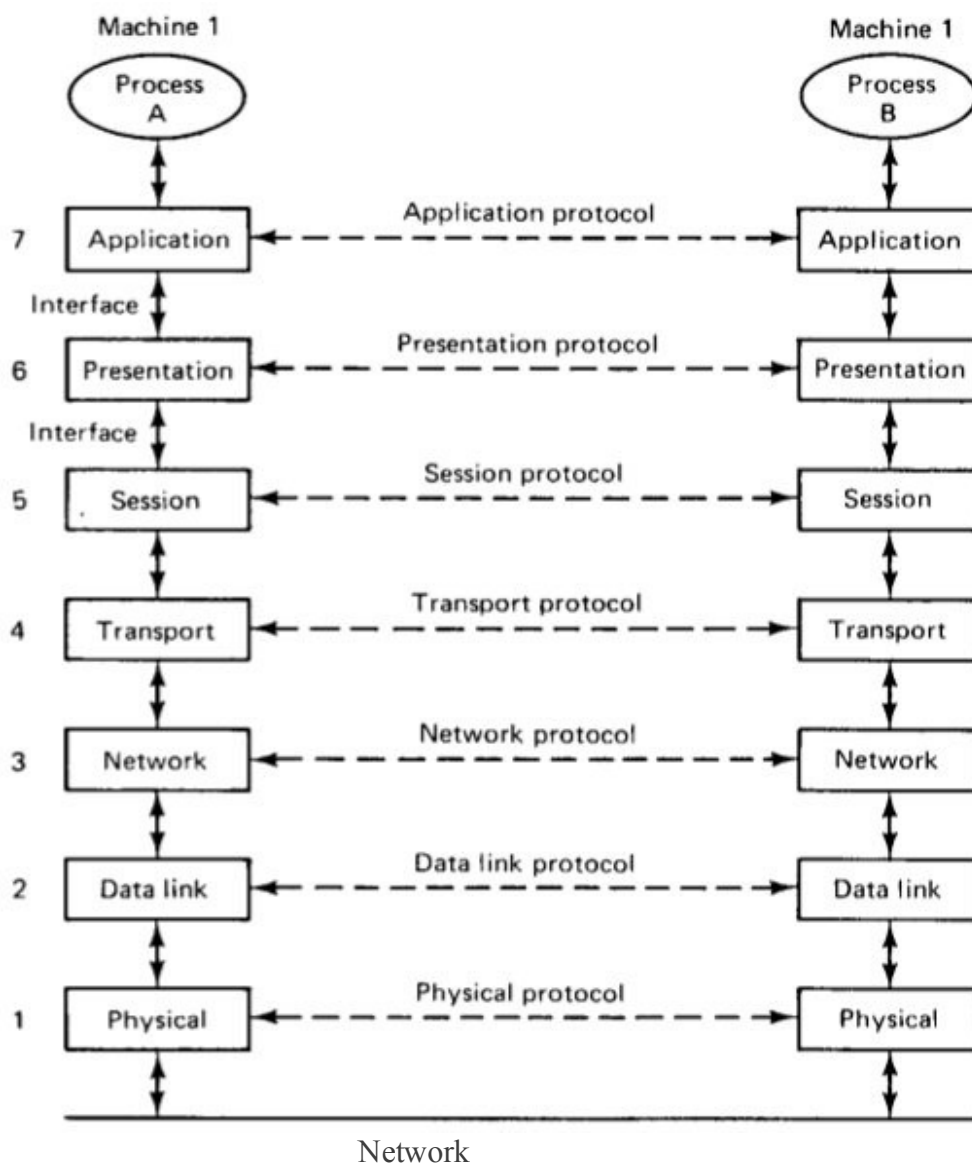 Machine 1
Machine 1
Process
A
Process
B
Application protocol
7
Application
Application
Interface
Presentation protocol
6
Presentation
Presentation
Interface
Session protocol
5
Session
Session
Transport protocol
4
Transport
Transport
Network protocol
3
Network
Network
Data link protocol
2
Data link
Data link
Physical protocol
1
Physical
Physical
Network